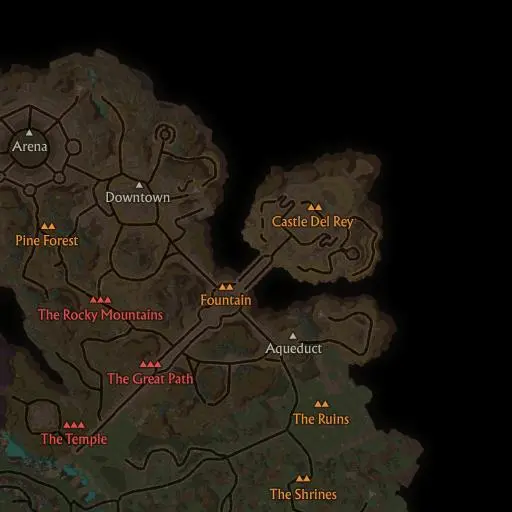 Arena
Downtown
Castle Del Rey
Pine Forest
Fountain
The Rocky Mountains
Aqueduct
The Great Path
The Ruins
The Temple
The Shrines